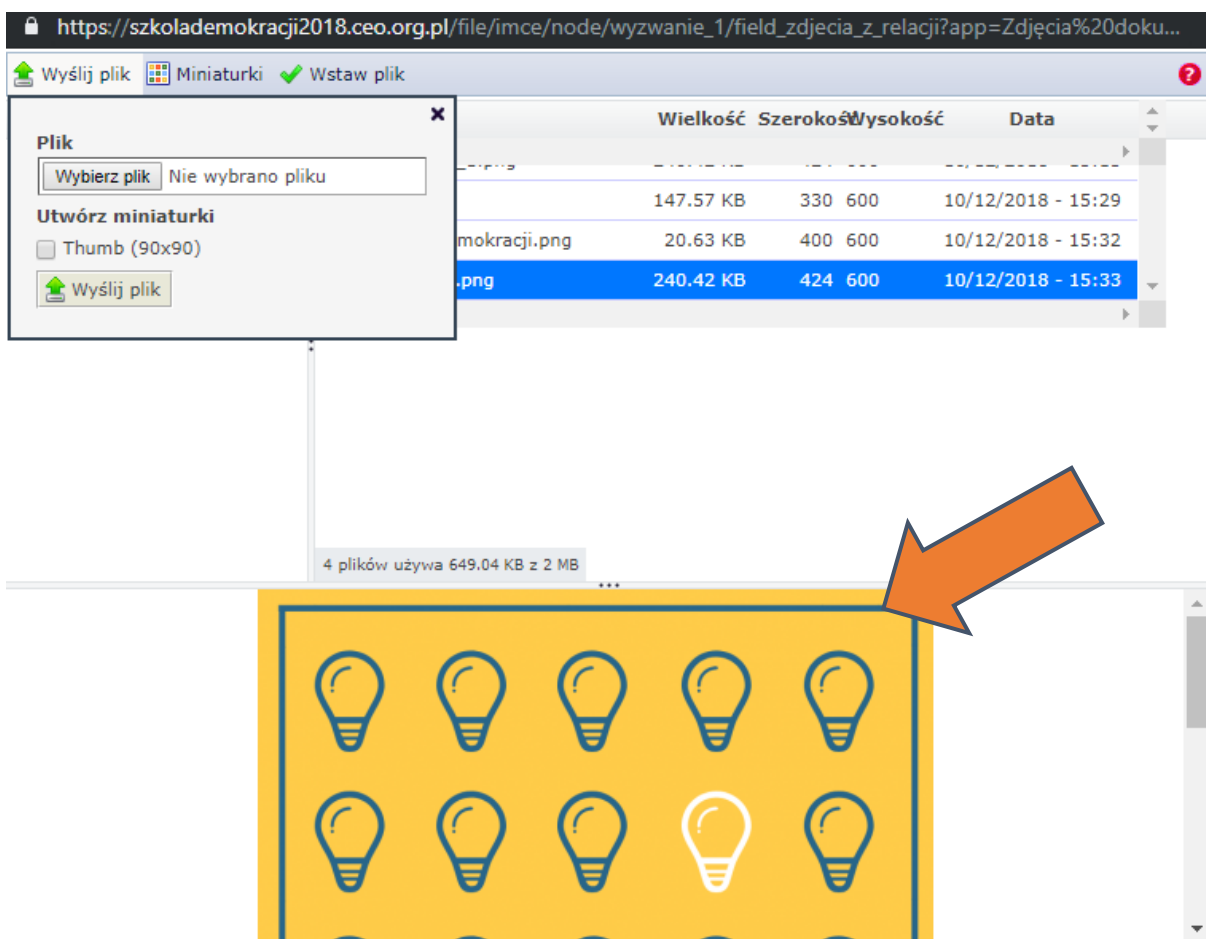 https://szkolademokracji2018.ceo.org.pl/file/imce/node/wyzwanie_1/field_zdjecia_z_relacji?app=Zdjęcia%20doku...
Wyślij plik Miniaturki Wstaw plik
Wielkość Szerokość Wysokość Data
Plik
Wybierz plik Nie wybrano pliku
147.57 KB 330 600 10/12/2018 - 15:29
Utwórz miniaturki
Thumb (90x90)
mokracji.png 20.63 KB 400 600 10/12/2018 - 15:32
Wyślij plik
.png 240.42 KB 424 600 10/12/2018 - 15:33
4 plików używa 649.04 KB z 2 MB